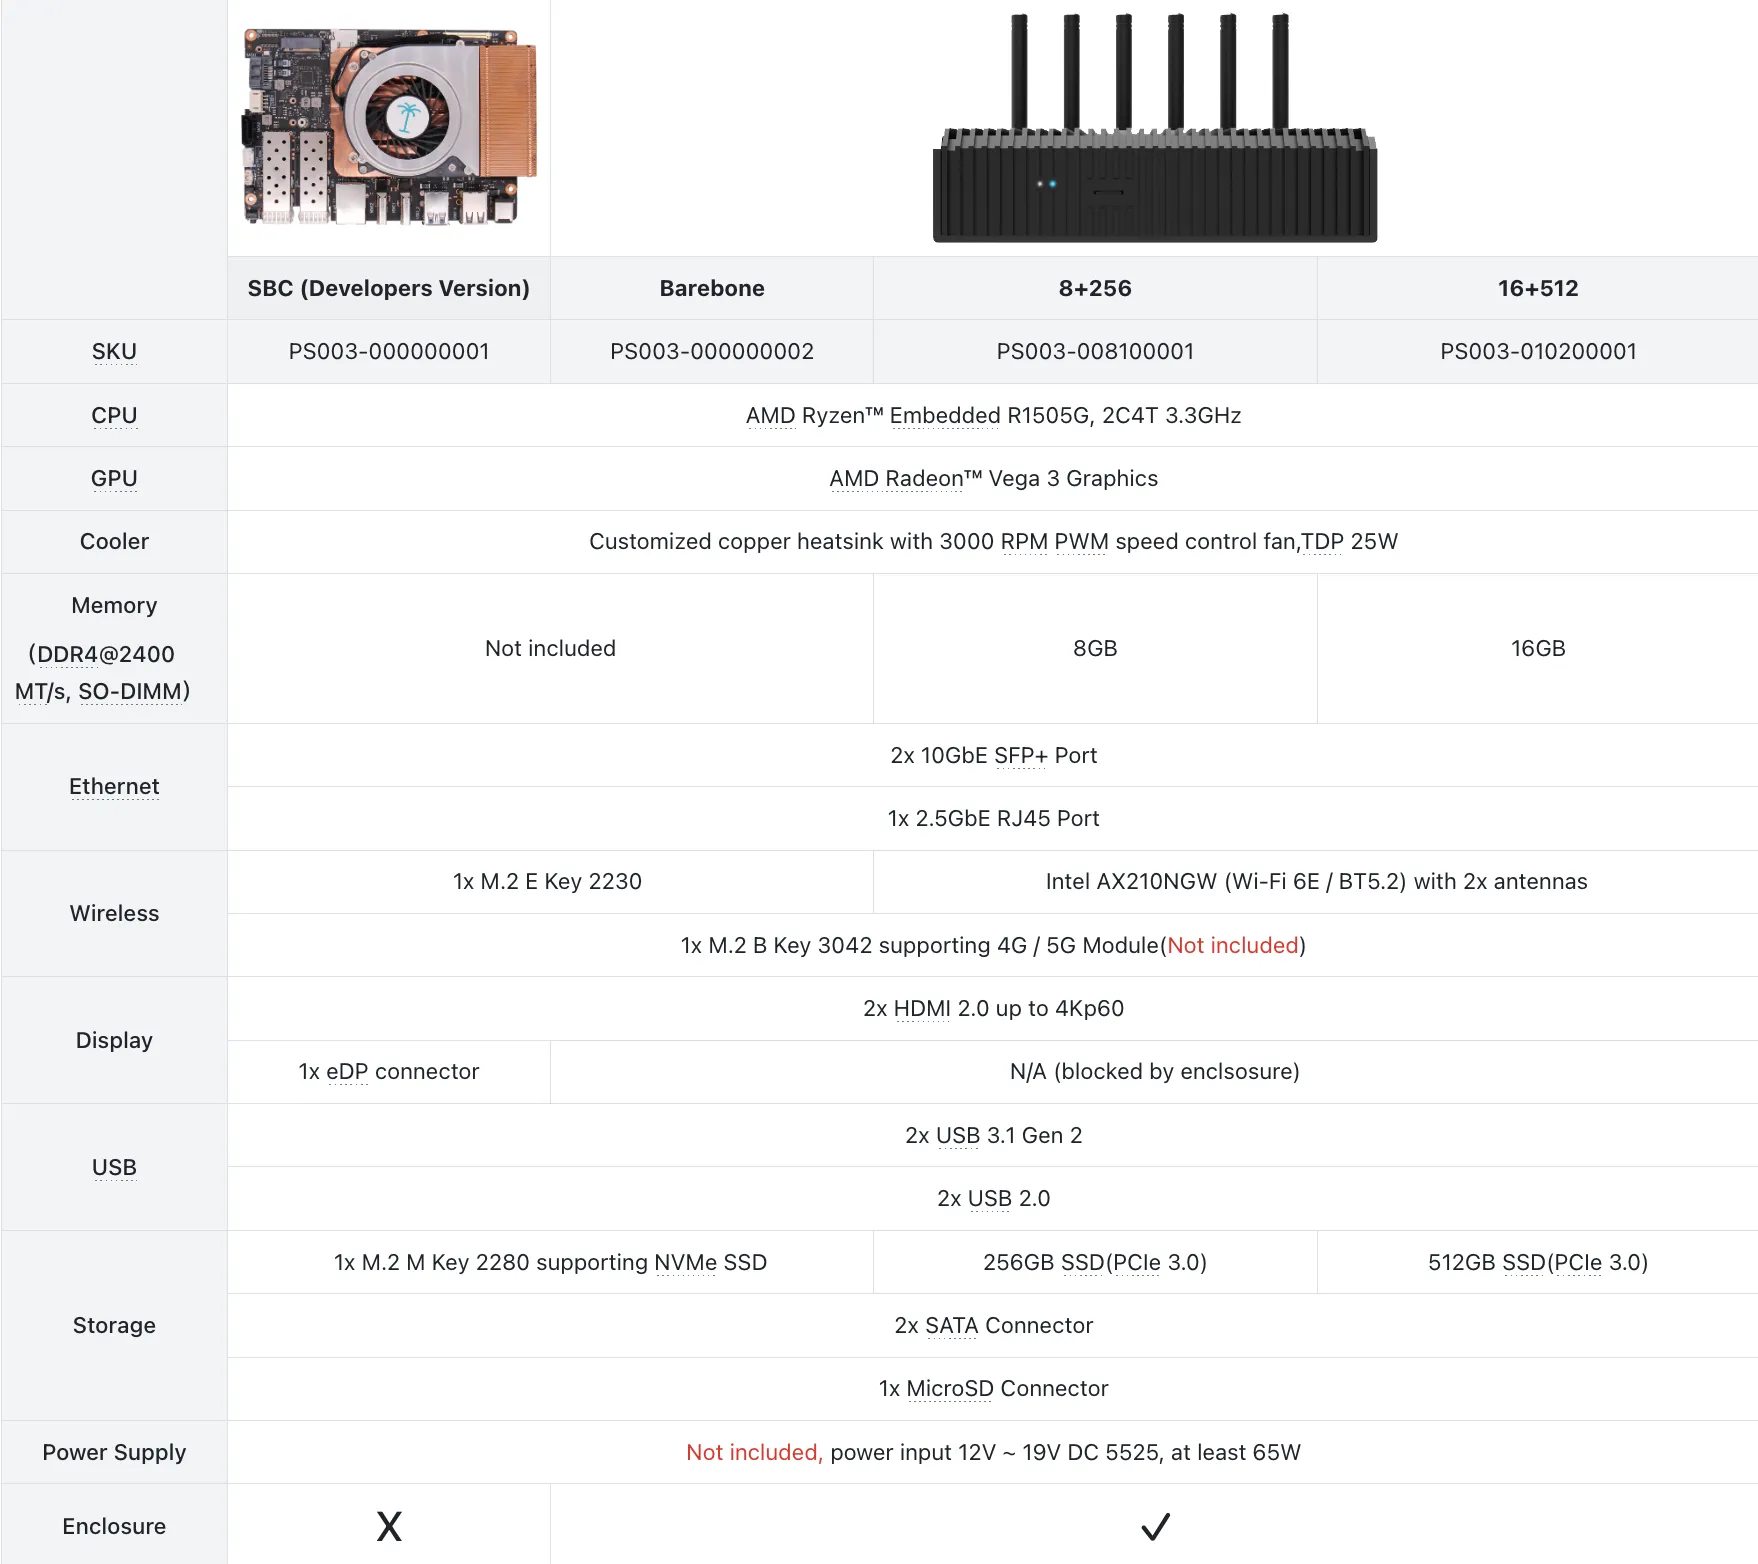 SBC (Developers Version) Barebone 8+256 16+512
SKU PS003-000000001 PS003-000000002 PS003-008100001 PS003-010200001
CPU AMD Ryzen™ Embedded R1505G, 2C4T 3.3GHz
GPU AMD Radeon™ Vega 3 Graphics
Cooler Customized copper heatsink with 3000 RPM PWM speed control fan,TDP 25W
Memory
(DDR4@2400
MT/s, SO-DIMM)
Not included 8GB 16GB
Ethernet
2x 10GbE SFP+ Port
1x 2.5GbE RJ45 Port
Wireless
1x M.2 E Key 2230 Intel AX210NGW (Wi-Fi 6E / BT5.2) with 2x antennas
1x M.2 B Key 3042 supporting 4G / 5G Module(Not included)
Display
2x HDMI 2.0 up to 4Kp60
1x eDP connector N/A (blocked by enclsosure)
USB
2x USB 3.1 Gen 2
2x USB 2.0
Storage
1x M.2 M Key 2280 supporting NVMe SSD 256GB SSD(PCIe 3.0) 512GB SSD(PCIe 3.0)
2x SATA Connector
1x MicroSD Connector
Power Supply Not included, power input 12V ~ 19V DC 5525, at least 65W
Enclosure X ✓